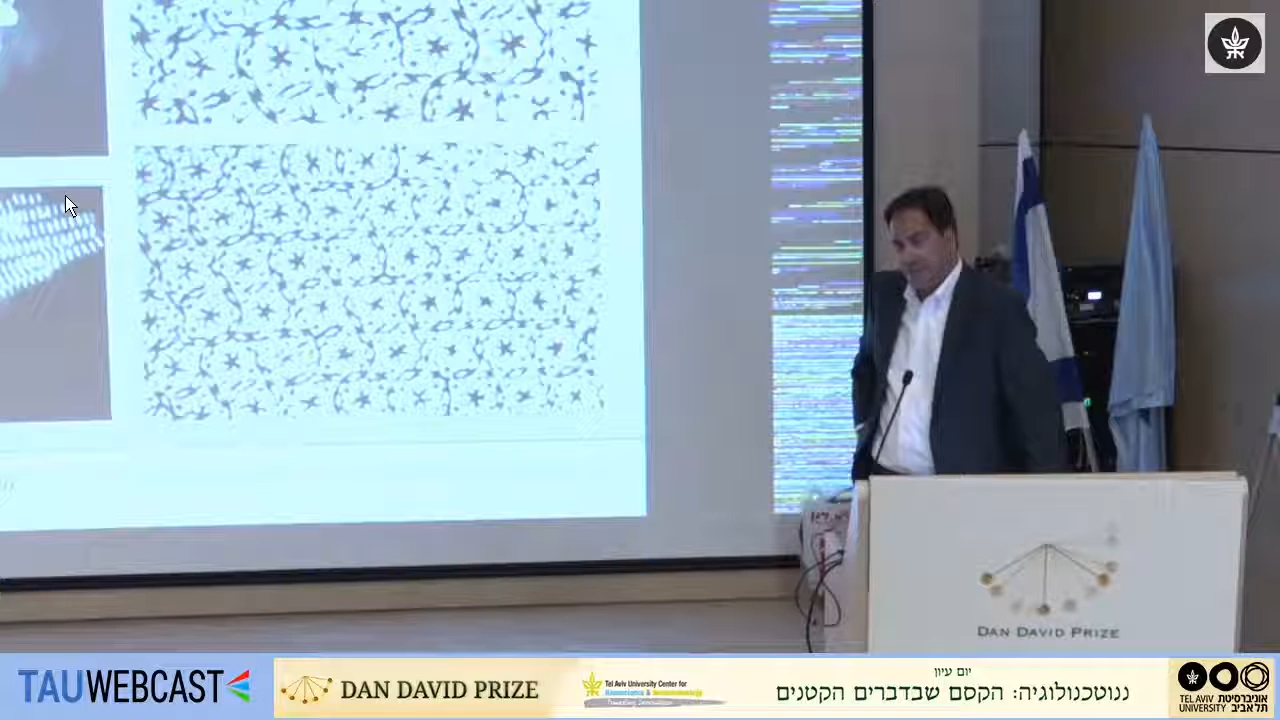 DAN DAVID PRIZE
TAUWEBCAST
DAN DAVID PRIZE
Tel Aviv University Center for
יום עיון
ננוטכנולוגיה: הקסם שבדברים הקטנים
TEL AVIV UNIVERSITY
אוניברסיטת תל אביב